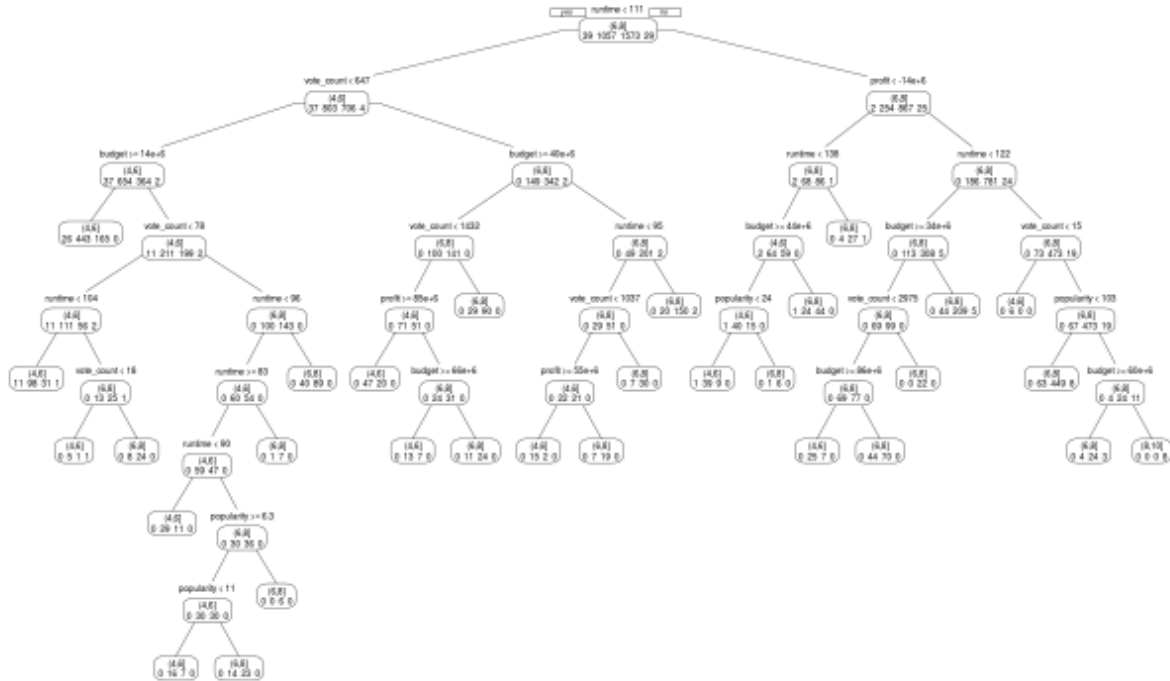 runtime < 111
yes no
(6,8]
39 1057 1573 29
vote_count < 647
profit < -14e+6
(4,6]
37 803 706 4
(6,8]
2 254 867 25
budget >= 14e+6
budget >= 40e+6
runtime < 138
runtime < 122
(4,6]
37 654 364 2
(6,8]
0 149 342 2
(6,8]
2 68 86 1
(6,8]
0 186 781 24
(4,6]
26 443 165 0
vote_count < 78
vote_count < 1432
runtime < 95
budget >= 44e+6
(6,8]
0 4 27 1
budget >= 34e+6
vote_count < 15
(4,6]
11 211 199 2
(6,8]
0 100 141 0
(6,8]
0 49 201 2
(4,6]
2 64 59 0
(6,8]
0 113 308 5
(6,8]
0 73 473 19
runtime < 104
runtime < 96
profit >= 85e+6
(6,8]
0 29 90 0
vote_count < 1037
(6,8]
0 20 150 2
popularity < 24
(6,8]
1 24 44 0
vote_count < 2975
(6,8]
0 44 209 5
(4,6]
0 6 0 0
popularity < 103
(4,6]
11 111 56 2
(6,8]
0 100 143 0
(4,6]
0 71 51 0
(6,8]
0 29 51 0
(4,6]
1 40 15 0
(6,8]
0 69 99 0
(6,8]
0 67 473 19
(4,6]
11 98 31 1
vote_count < 18
runtime >= 83
(6,8]
0 40 89 0
(4,6]
0 47 20 0
budget >= 66e+6
profit >= 55e+6
(6,8]
0 7 30 0
(4,6]
1 39 9 0
(6,8]
0 1 6 0
budget >= 86e+6
(6,8]
0 0 22 0
(6,8]
0 63 449 8
budget >= 60e+6
(6,8]
0 13 25 1
(4,6]
0 60 54 0
(6,8]
0 24 31 0
(4,6]
0 22 21 0
(6,8]
0 69 77 0
(6,8]
0 4 24 11
(4,6]
0 5 1 1
(6,8]
0 8 24 0
runtime < 90
(6,8]
0 1 7 0
(4,6]
0 13 7 0
(6,8]
0 11 24 0
(4,6]
0 15 2 0
(6,8]
0 7 19 0
(4,6]
0 25 7 0
(6,8]
0 44 70 0
(6,8]
0 4 24 3
(8,10]
0 0 0 8
(4,6]
0 59 47 0
(4,6]
0 29 11 0
popularity >= 6.3
(6,8]
0 30 36 0
popularity < 11
(6,8]
0 0 6 0
(4,6]
0 30 30 0
(4,6]
0 16 7 0
(6,8]
0 14 23 0